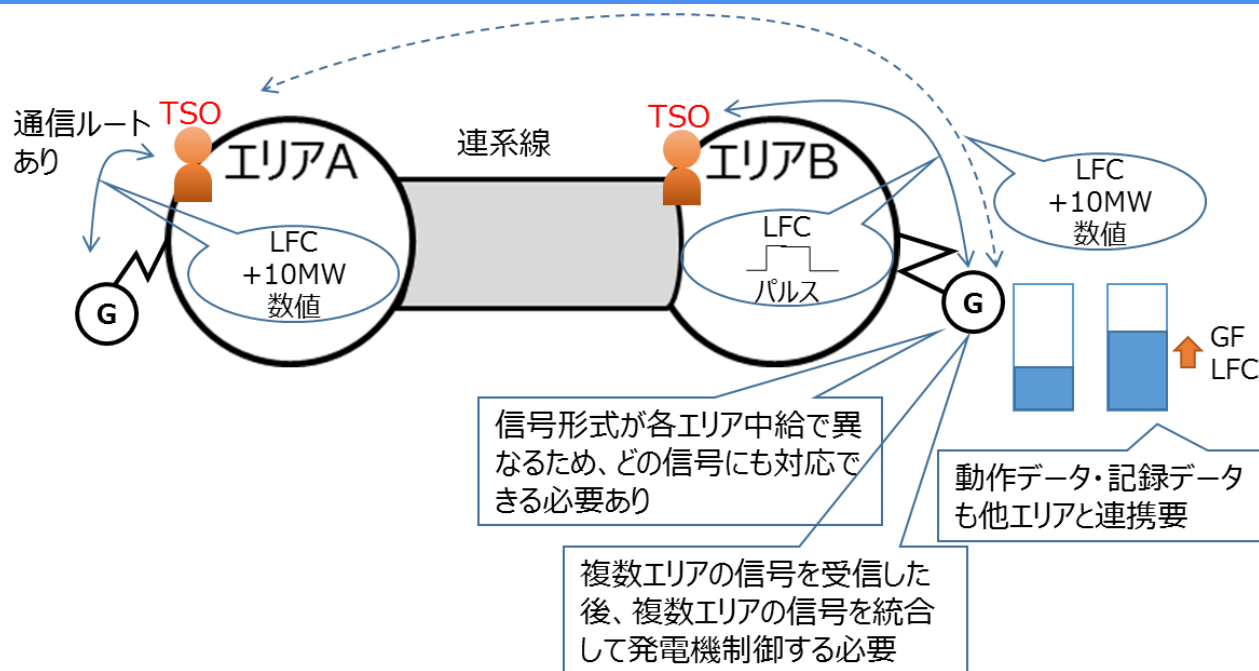 通信ルート
あり
TSO
エリアA
LFC
+10MW
数値
G
連系線
TSO
エリアB
LFC
パルス
LFC
+10MW
数値
G
GF
LFC
信号形式が各エリア中給で異
なるため、どの信号にも対応で
きる必要あり
動作データ・記録データ
も他エリアと連携要
複数エリアの信号を受信した
後、複数エリアの信号を統合
して発電機制御する必要